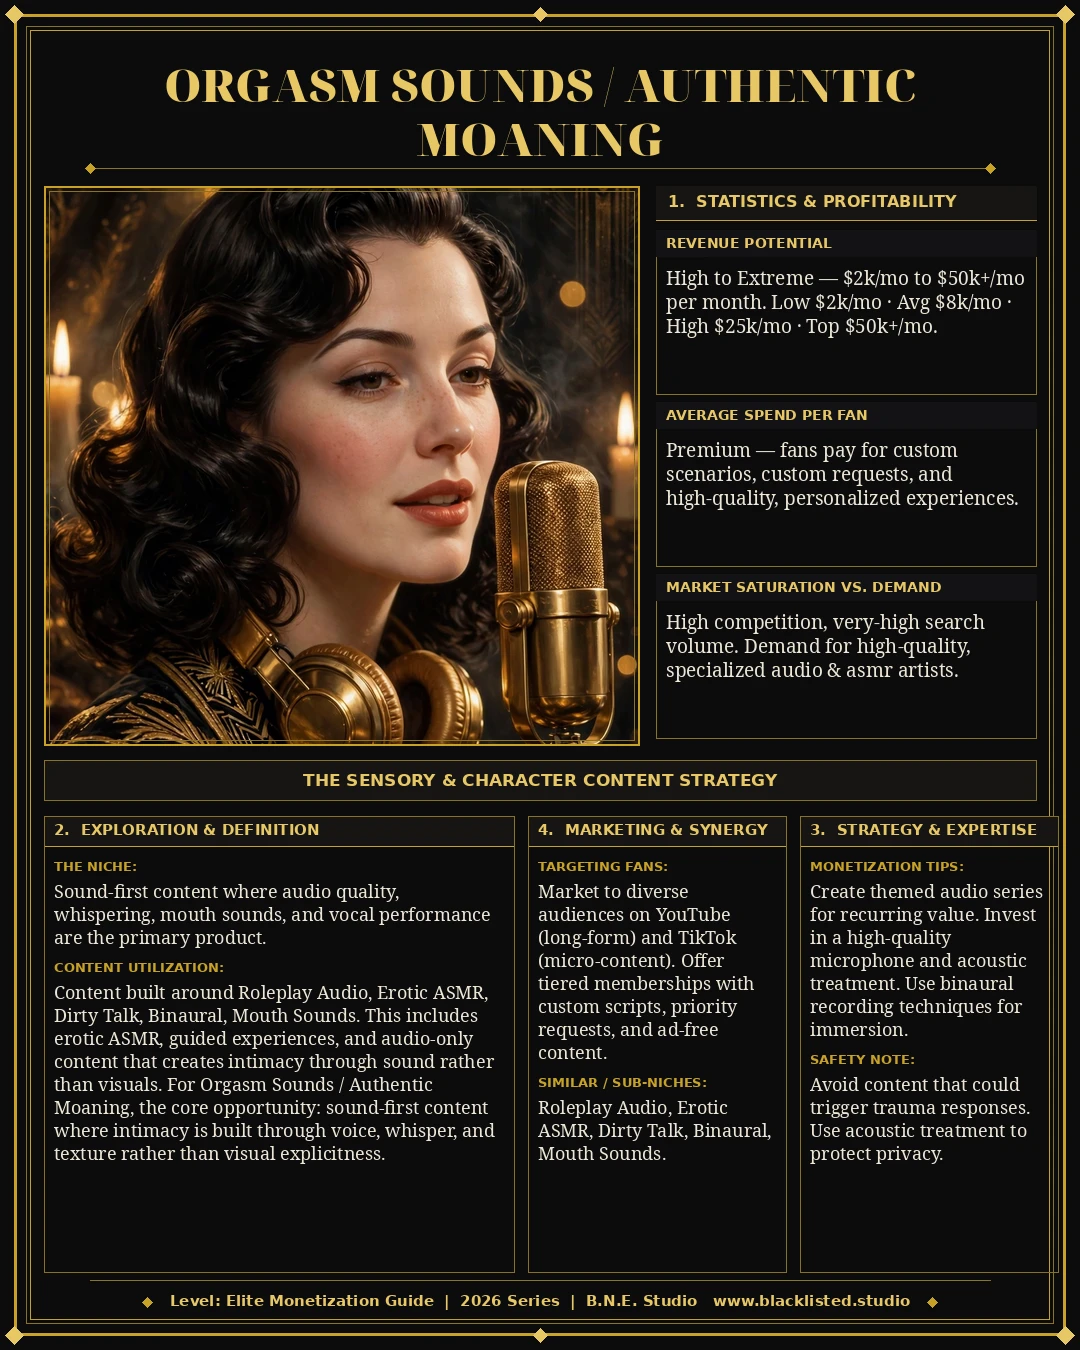 ORGASM SOUNDS / AUTHENTIC
MOANING
1. STATISTICS & PROFITABILITY
REVENUE POTENTIAL
High to Extreme — $2k/mo to $50k+/mo
per month. Low $2k/mo · Avg $8k/mo ·
High $25k/mo · Top $50k+/mo.
AVERAGE SPEND PER FAN
Premium — fans pay for custom
scenarios, custom requests, and
high-quality, personalized experiences.
MARKET SATURATION VS. DEMAND
High competition, very-high search
volume. Demand for high-quality,
specialized audio & asmr artists.
THE SENSORY & CHARACTER CONTENT STRATEGY
2. EXPLORATION & DEFINITION
THE NICHE:
Sound-first content where audio quality,
whispering, mouth sounds, and vocal performance
are the primary product.
CONTENT UTILIZATION:
Content built around Roleplay Audio, Erotic ASMR,
Dirty Talk, Binaural, Mouth Sounds. This includes
erotic ASMR, guided experiences, and audio-only
content that creates intimacy through sound rather
than visuals. For Orgasm Sounds / Authentic
Moaning, the core opportunity: sound-first content
where intimacy is built through voice, whisper, and
texture rather than visual explicitness.
4. MARKETING & SYNERGY
TARGETING FANS:
Market to diverse
audiences on YouTube
(long-form) and TikTok
(micro-content). Offer
tiered memberships with
custom scripts, priority
requests, and ad-free
content.
SIMILAR / SUB-NICHES:
Roleplay Audio, Erotic
ASMR, Dirty Talk, Binaural,
Mouth Sounds.
3. STRATEGY & EXPERTISE
MONETIZATION TIPS:
Create themed audio series
for recurring value. Invest
in a high-quality
microphone and acoustic
treatment. Use binaural
recording techniques for
immersion.
SAFETY NOTE:
Avoid content that could
trigger trauma responses.
Use acoustic treatment to
protect privacy.
Level: Elite Monetization Guide | 2026 Series | B.N.E. Studio www.blacklisted.studio